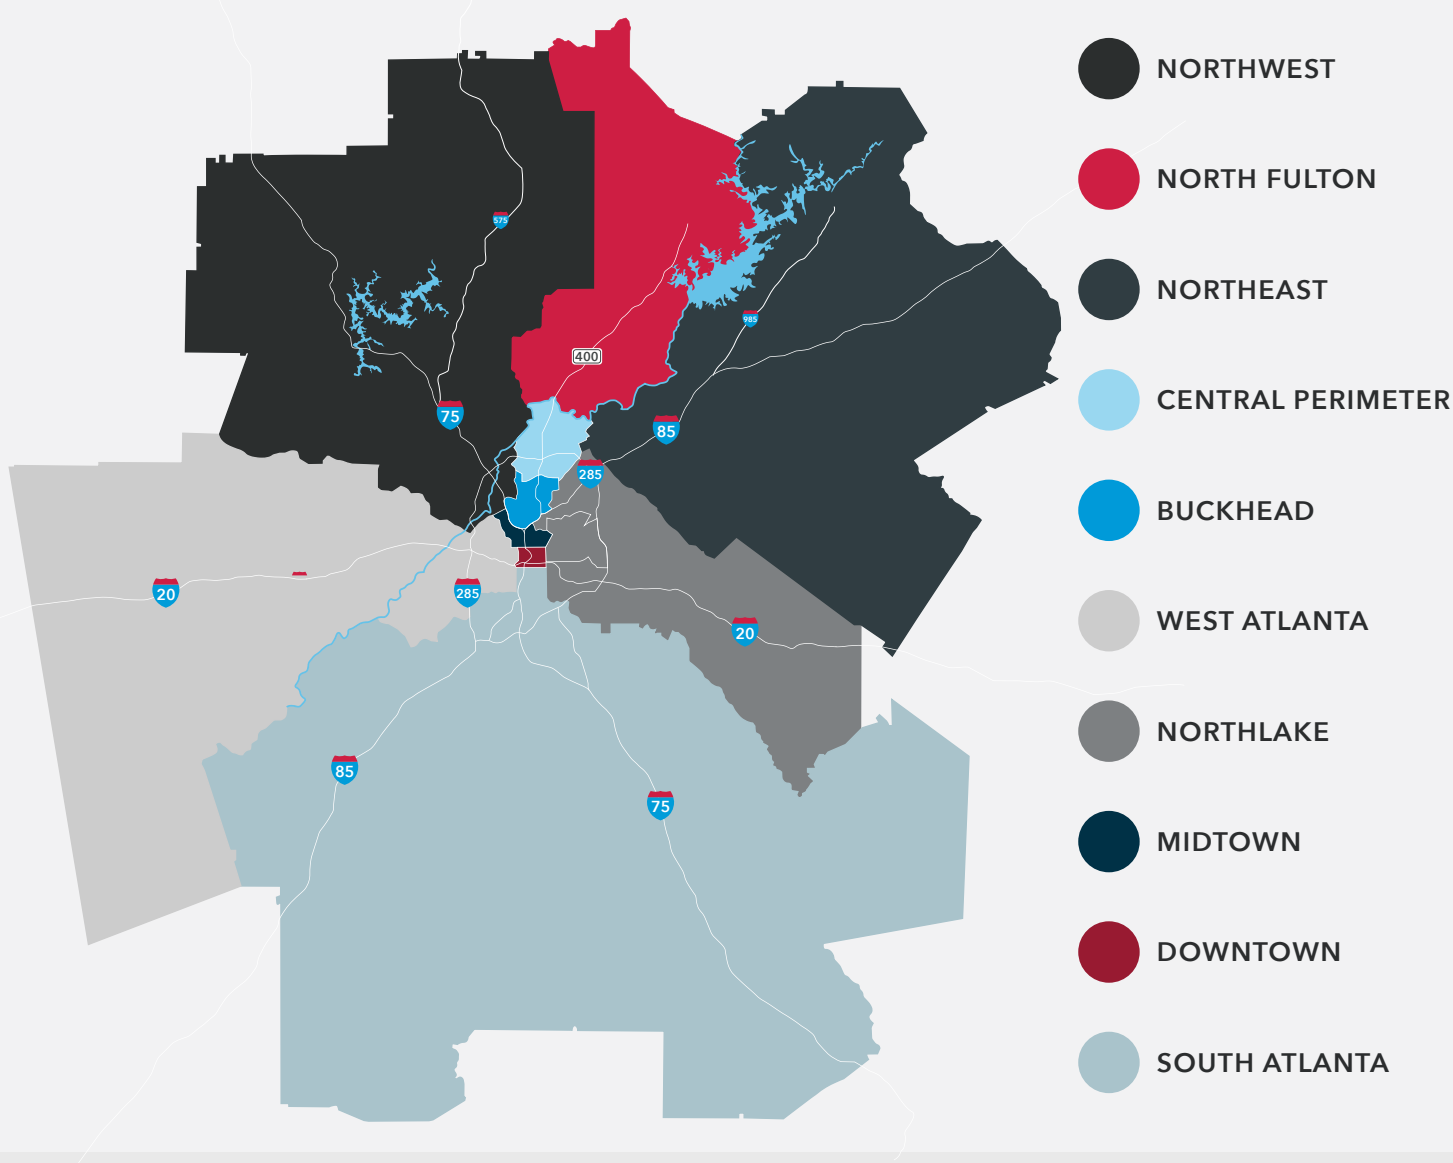 NORTHWEST
NORTH FULTON
575
NORTHEAST
985
400
CENTRAL PERIMETER
75
85
285
BUCKHEAD
20
285
WEST ATLANTA
20
NORTHLAKE
85
75
MIDTOWN
DOWNTOWN
SOUTH ATLANTA